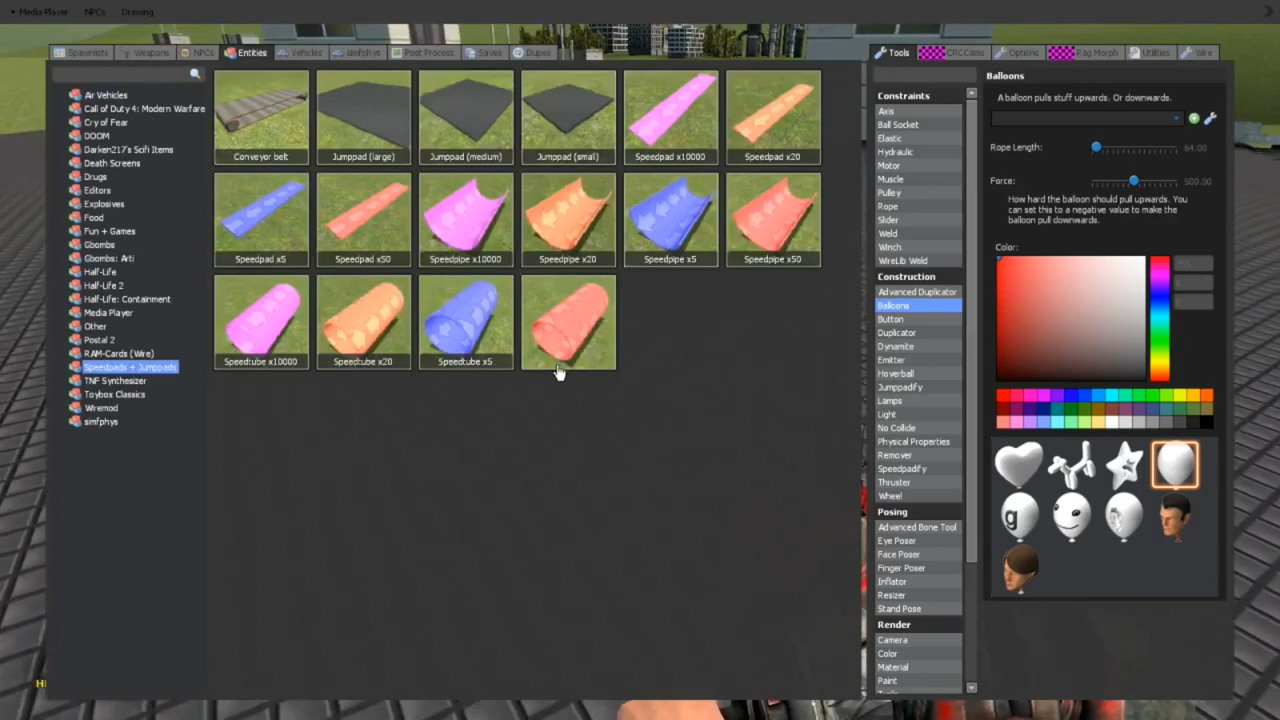 Media Player NPCs Drawing
Spawnlists Weapons NPCs Entities Vehicles simfphys Post Process Saves Dupes
Tools CRCCams Options Rag Morph Utilities Wire
Air Vehicles
Call of Duty 4: Modern Warfare
Cry of Fear
DOOM
Darken217's Scifi Items
Death Screens
Drugs
Editors
Explosives
Food
Fun + Games
Gbombs
Gbombs: Arti
Half-Life
Half-Life 2
Half-Life: Containment
Media Player
Other
Postal 2
RAM-Cards (Wire)
Speedpads + Jumppads
TNF Synthesizer
Toybox Classics
Wiremod
simfphys
Conveyor belt
Jumppad (large)
Jumppad (medium)
Jumppad (small)
Speedpad x10000
Speedpad x20
Speedpad x5
Speedpad x50
Speedpipe x10000
Speedpipe x20
Speedpipe x5
Speedpipe x50
Speedtube x10000
Speedtube x20
Speedtube x5
Constraints
Axis
Ball Socket
Elastic
Hydraulic
Motor
Muscle
Pulley
Rope
Slider
Weld
Winch
WireLib Weld
Construction
Advanced Duplicator
Balloons
Button
Duplicator
Dynamite
Emitter
Hoverball
Jumppadify
Lamps
Light
No Collide
Physical Properties
Remover
Speedpadify
Thruster
Wheel
Posing
Advanced Bone Tool
Eye Poser
Face Poser
Finger Poser
Inflator
Resizer
Stand Pose
Render
Camera
Color
Material
Paint
Balloons
A balloon pulls stuff upwards. Or downwards.
Rope Length: 64.00
Force: 500.00
How hard the balloon should pull upwards. You
can set this to a negative value to make the
balloon pull downwards.
Color:
g